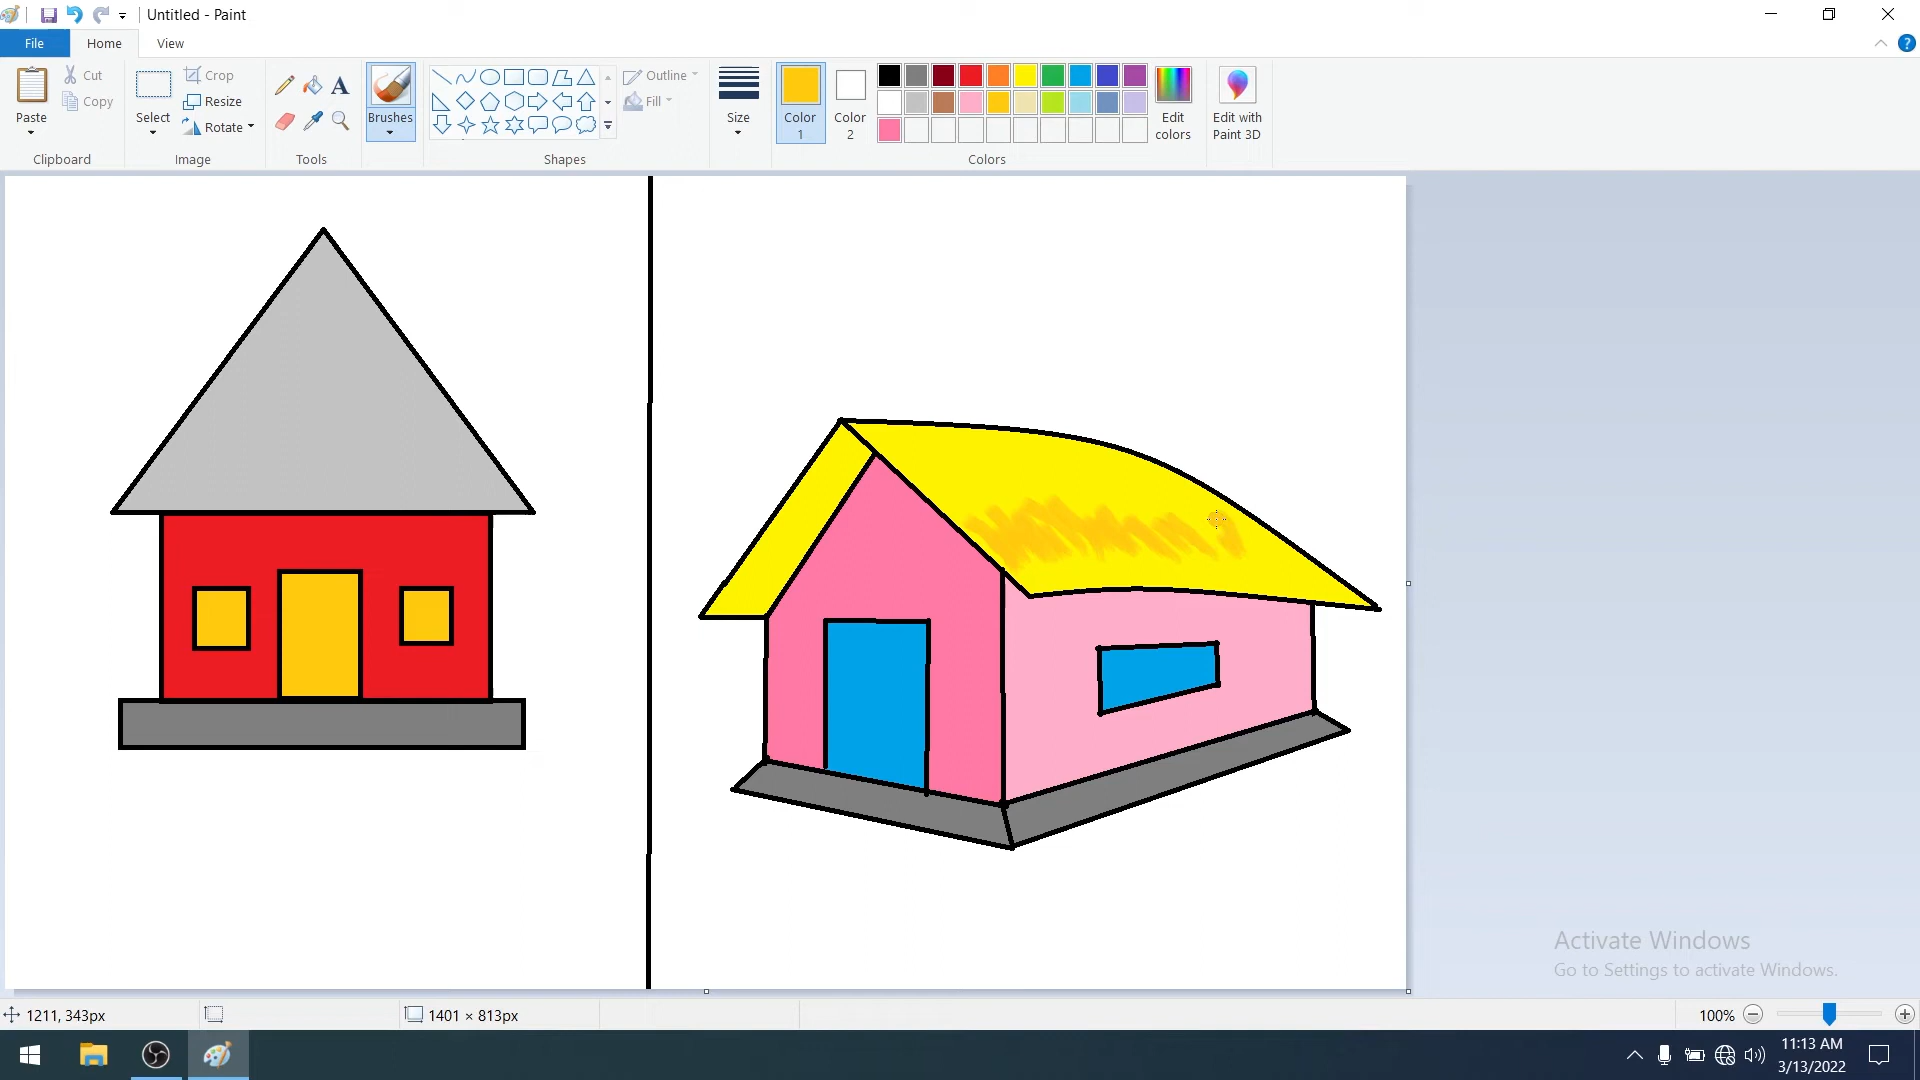 Untitled - Paint
File Home View
Paste
Cut
Copy
Clipboard
Select
Crop
Resize
Rotate
Image
A
Tools
Brushes
Outline
Fill
Shapes
Size
Color 1
Color 2
Edit colors
Edit with Paint 3D
Colors
?
Activate Windows
Go to Settings to activate Windows.
1211, 343px
1401 × 813px
100%
11:13 AM
3/13/2022